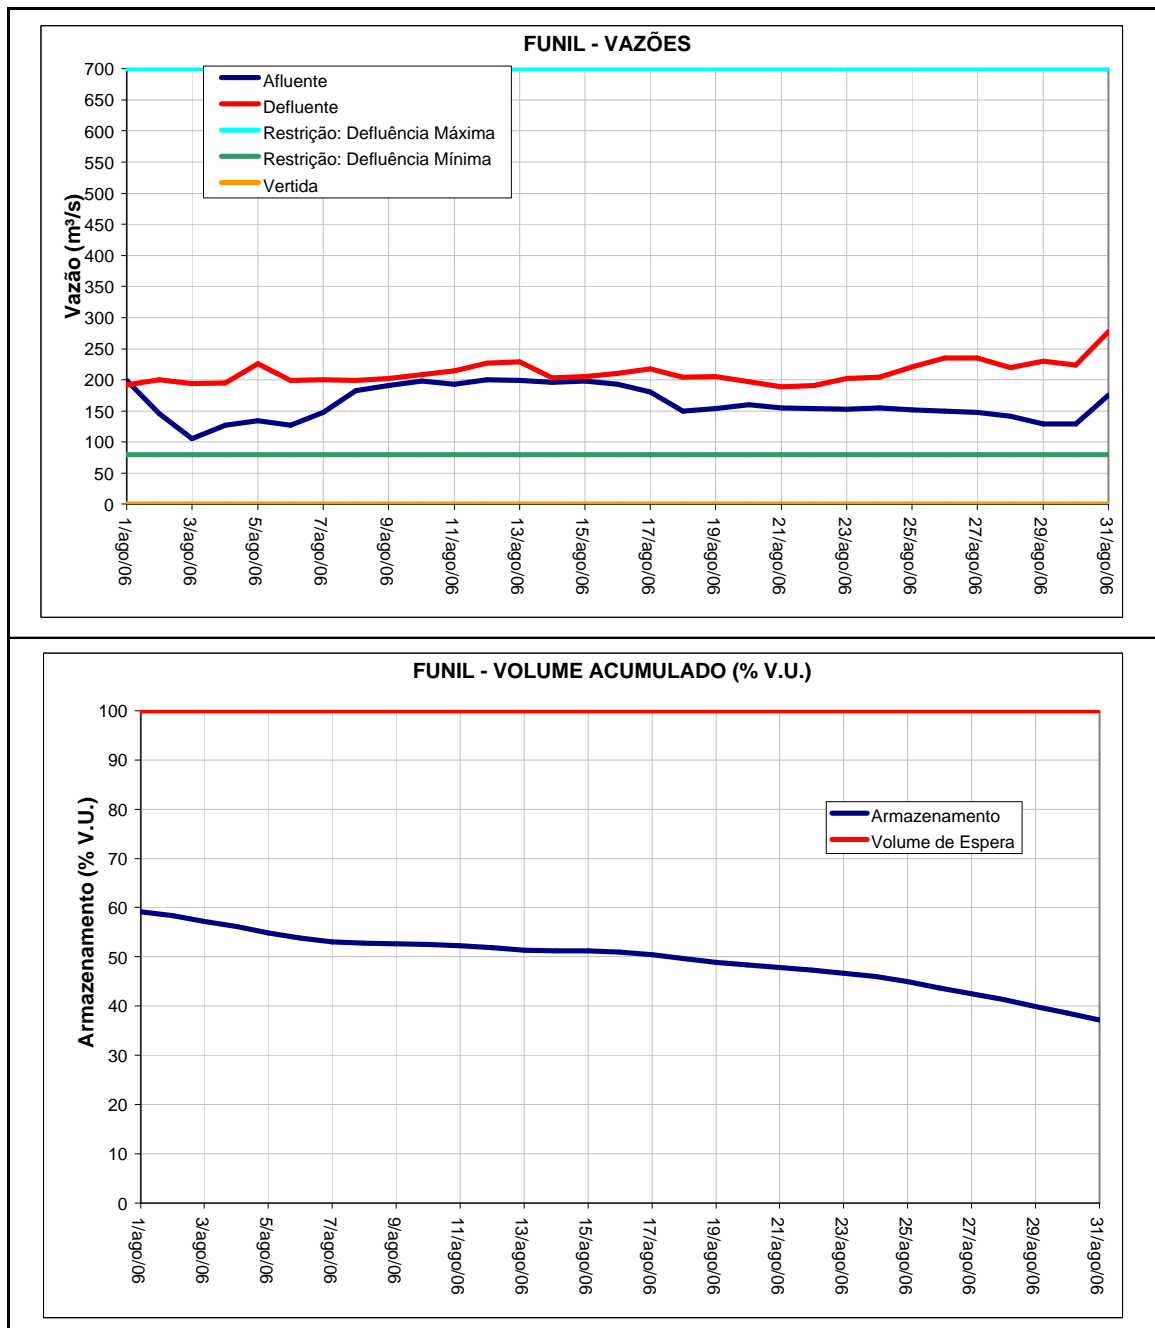 FUNIL - VAZÕES
Vazão (m³/s)
700
650
600
550
500
450
400
350
300
250
200
150
100
50
0
Afluente
Defluente
Restrição: Defluência Máxima
Restrição: Defluência Mínima
Vertida
1/ago/06
3/ago/06
5/ago/06
7/ago/06
9/ago/06
11/ago/06
13/ago/06
15/ago/06
17/ago/06
19/ago/06
21/ago/06
23/ago/06
25/ago/06
27/ago/06
29/ago/06
31/ago/06
FUNIL - VOLUME ACUMULADO (% V.U.)
Armazenamento (% V.U.)
100
90
80
70
60
50
40
30
20
10
0
Armazenamento
Volume de Espera
1/ago/06
3/ago/06
5/ago/06
7/ago/06
9/ago/06
11/ago/06
13/ago/06
15/ago/06
17/ago/06
19/ago/06
21/ago/06
23/ago/06
25/ago/06
27/ago/06
29/ago/06
31/ago/06